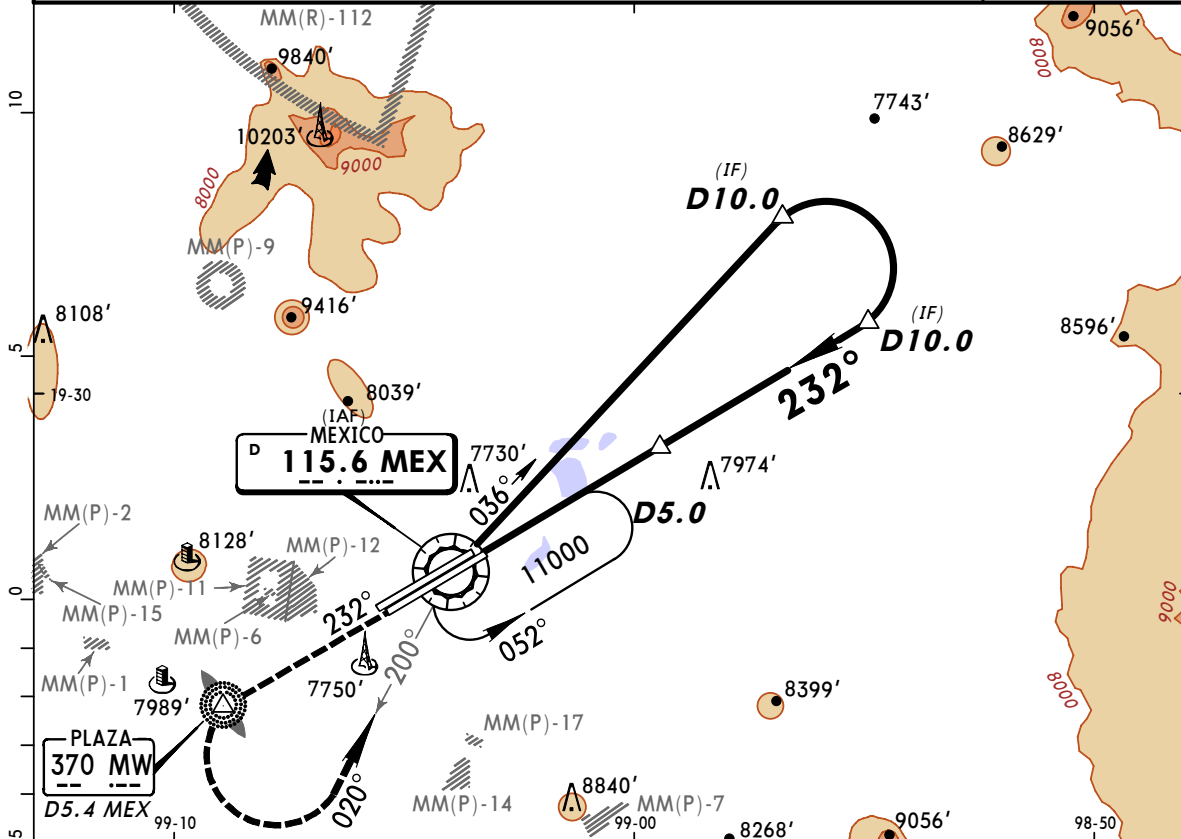 MM(R)-112
9840'
9056'
8000
10
7743'
8629'
10203'
9000
8000
(IF)
D10.0
MM(P)-9
9416'
8108'
(IF)
D10.0
8596'
5
19-30
232°
8039'
(IAF)
MEXICO
D 115.6 MEX
7730'
7974'
036°
D5.0
MM(P)-2
8128'
MM(P)-12
11000
MM(P)-11
0
MM(P)-15
232°
9000
MM(P)-6
052°
200°
MM(P)-1
7750'
8399'
8000
7989'
MM(P)-17
PLAZA
370 MW
D5.4 MEX
020°
8840'
MM(P)-14
MM(P)-7
5
99-10
99-00
8268'
9056'
98-50